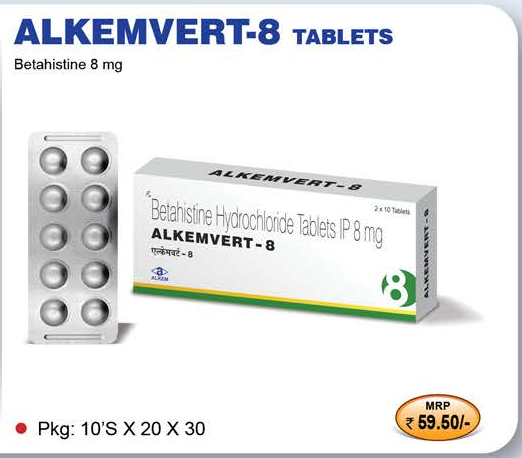 ALKEMVERT-8 TABLETS
Betahistine 8 mg
ALKEMVERT-8
2 x 10 Tablets
Betahistine Hydrochloride Tablets IP 8 mg
ALKEMVERT-8
एल्केमवर्ट-8
a
ALKEM
8
ALKEMVERT-8
Pkg: 10'S X 20 X 30
MRP
₹ 59.50/-